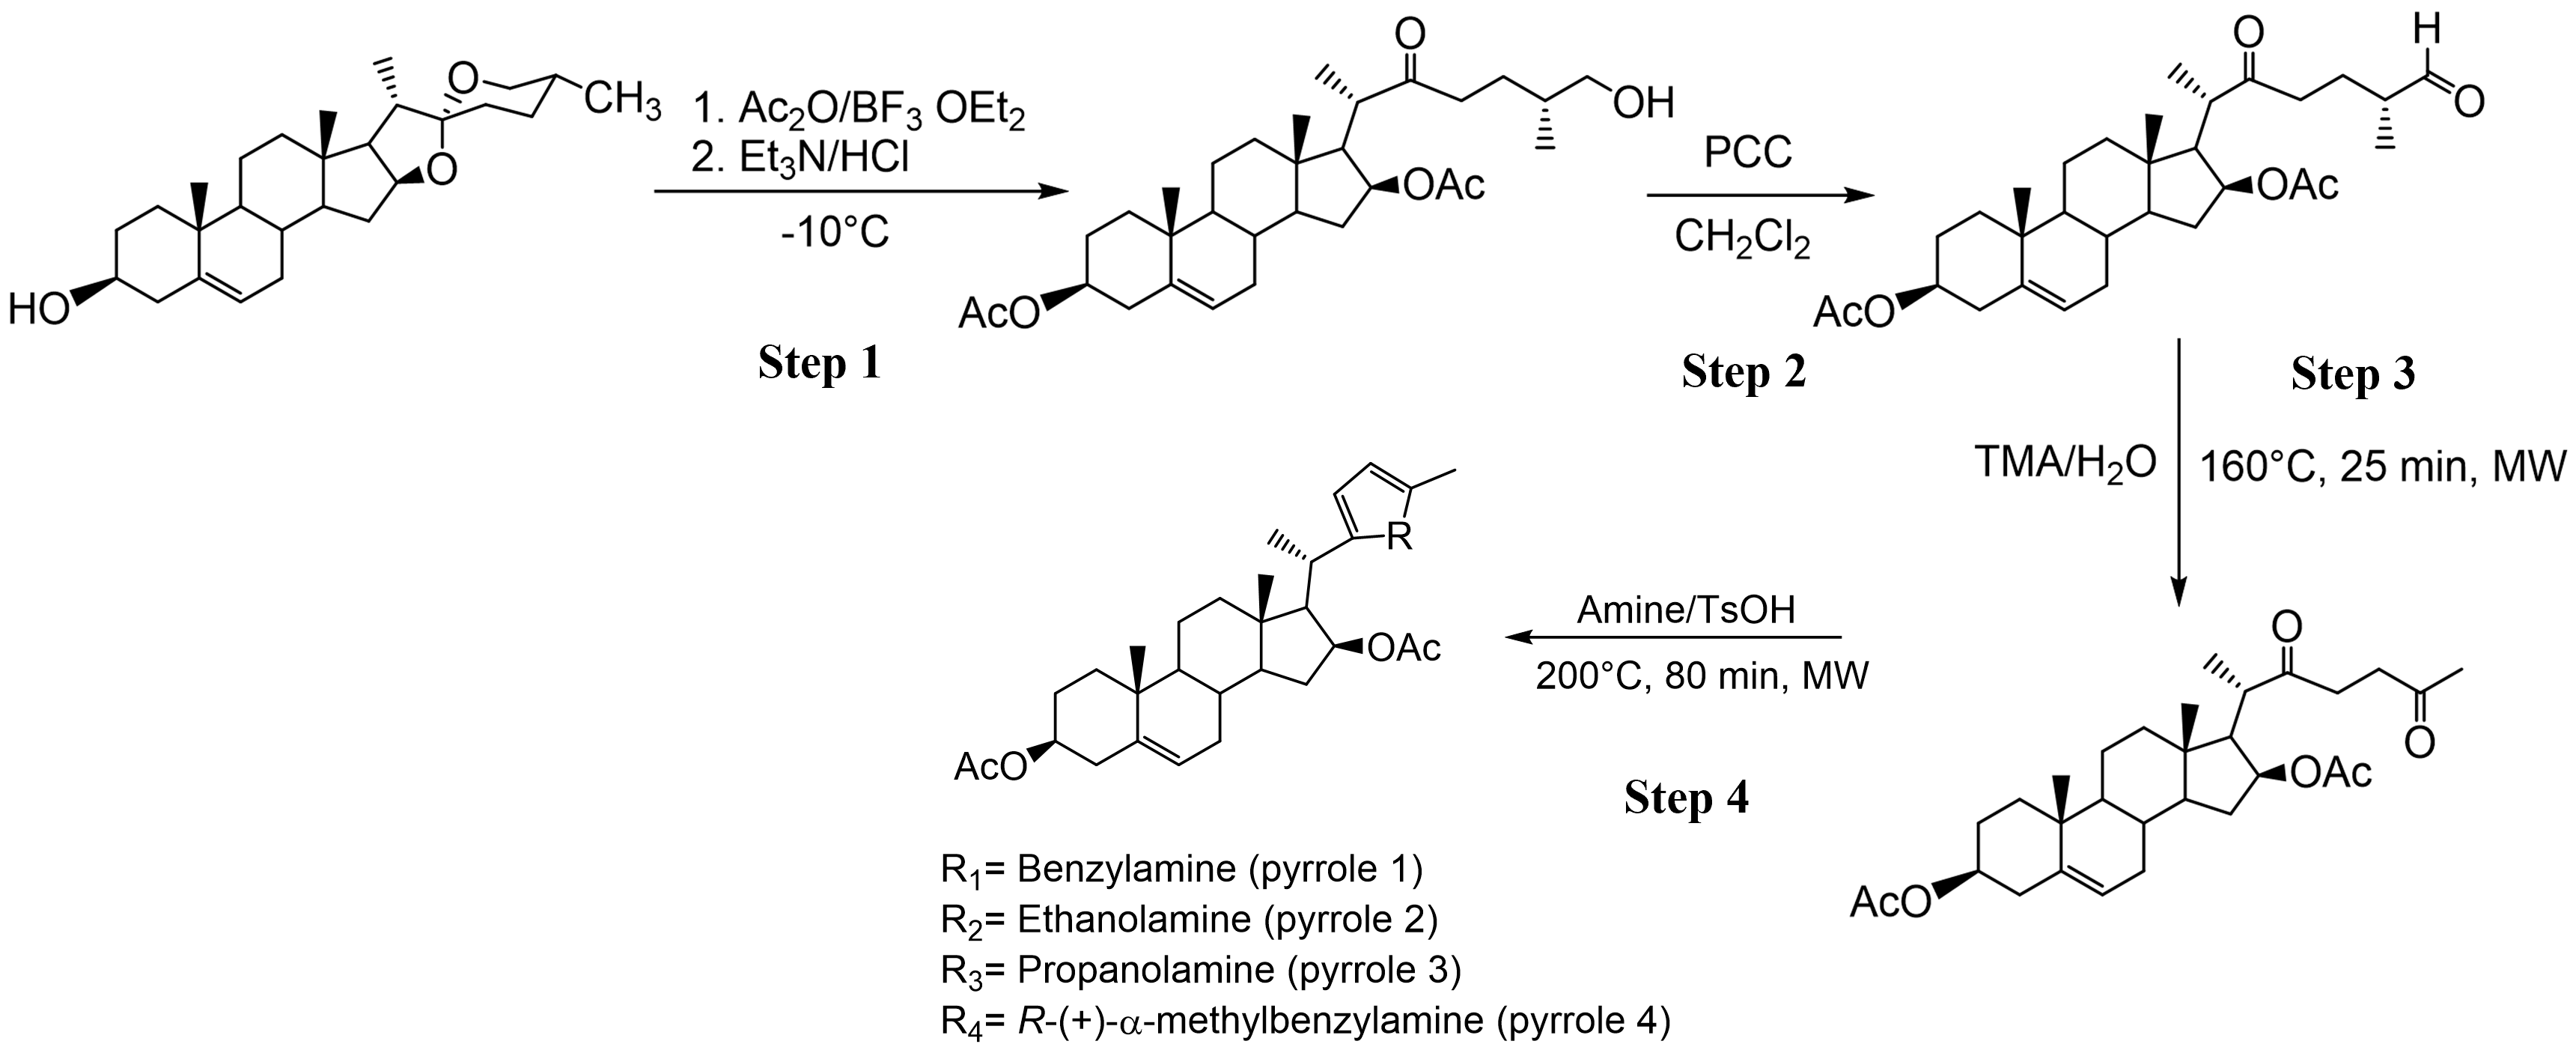 HO
O
O
CH3
1. Ac2O/BF3 OEt2
2. Et3N/HCl
-10°C
Step 1
O
OH
OAc
AcO
PCC
CH2Cl2
Step 2
O
H
O
OAc
AcO
Step 3
TMA/H2O
160°C, 25 min, MW
O
O
OAc
AcO
Amine/TsOH
200°C, 80 min, MW
Step 4
R
OAc
AcO
R1= Benzylamine (pyrrole 1)
R2= Ethanolamine (pyrrole 2)
R3= Propanolamine (pyrrole 3)
R4= R-(+)-α-methylbenzylamine (pyrrole 4)